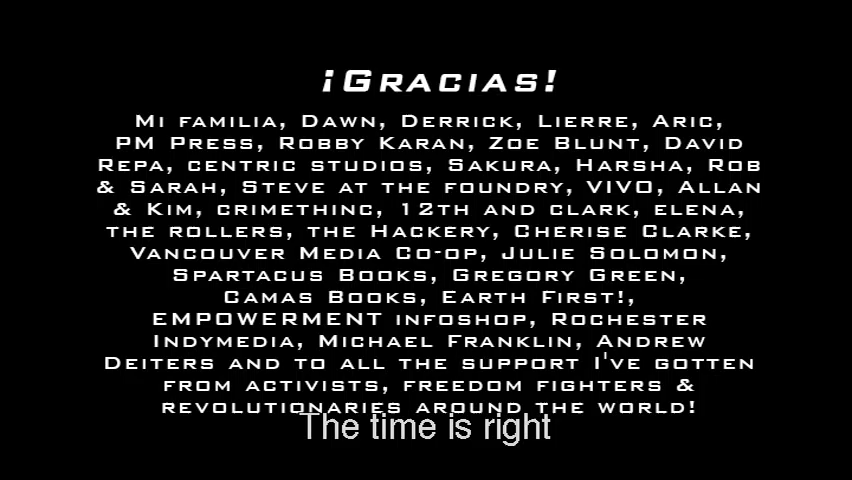 ¡GRACIAS!
MI FAMILIA, DAWN, DERRICK, LIERRE, ARIC,
PM PRESS, ROBBY KARAN, ZOE BLUNT, DAVID
REPA, CENTRIC STUDIOS, SAKURA, HARSHA, ROB
& SARAH, STEVE AT THE FOUNDRY, VIVO, ALLAN
& KIM, CRIMETHINC, 12TH AND CLARK, ELENA,
THE ROLLERS, THE HACKERY, CHERISE CLARKE,
VANCOUVER MEDIA CO-OP, JULIE SOLOMON,
SPARTACUS BOOKS, GREGORY GREEN,
CAMAS BOOKS, EARTH FIRST!,
EMPOWERMENT INFOSHOP, ROCHESTER
INDYMEDIA, MICHAEL FRANKLIN, ANDREW
DEITERS AND TO ALL THE SUPPORT I'VE GOTTEN
FROM ACTIVISTS, FREEDOM FIGHTERS &
REVOLUTIONARIES AROUND THE WORLD!
The time is right